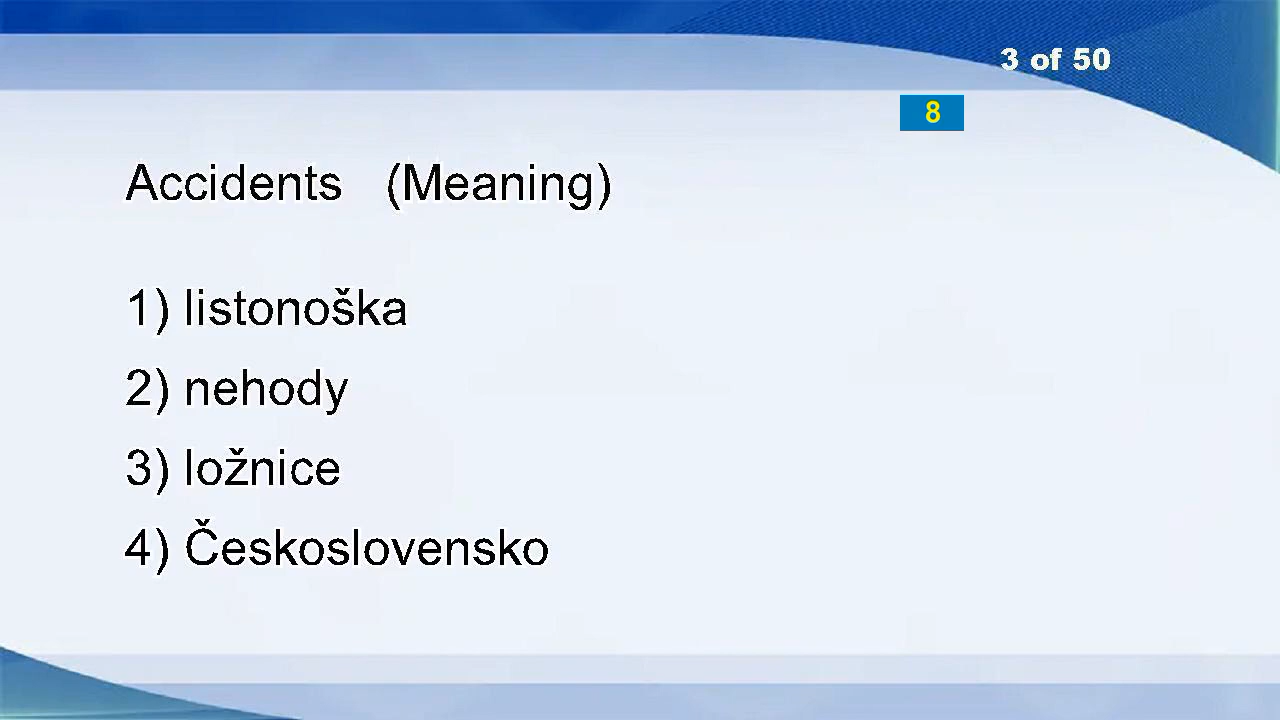 3 of 50
8
Accidents (Meaning)
1) listonoška
2) nehody
3) ložnice
4) Československo